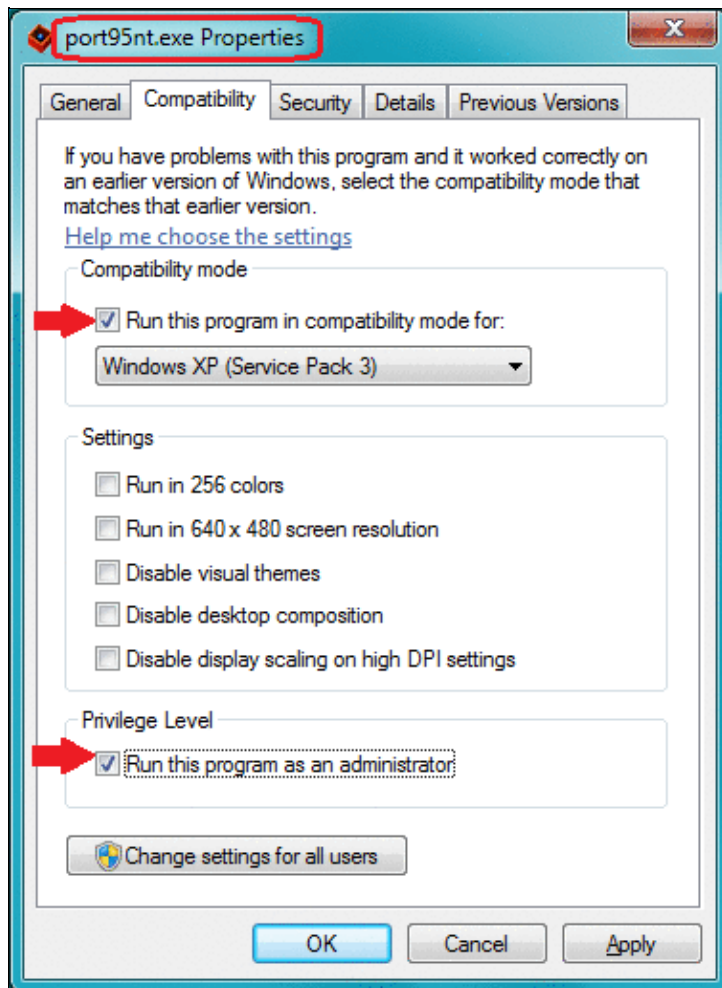 port95nt.exe Properties
General Compatibility Security Details Previous Versions
If you have problems with this program and it worked correctly on
an earlier version of Windows, select the compatibility mode that
matches that earlier version.
Help me choose the settings
Compatibility mode
Run this program in compatibility mode for:
Windows XP (Service Pack 3)
Settings
Run in 256 colors
Run in 640 x 480 screen resolution
Disable visual themes
Disable desktop composition
Disable display scaling on high DPI settings
Privilege Level
Run this program as an administrator
Change settings for all users
OK Cancel Apply